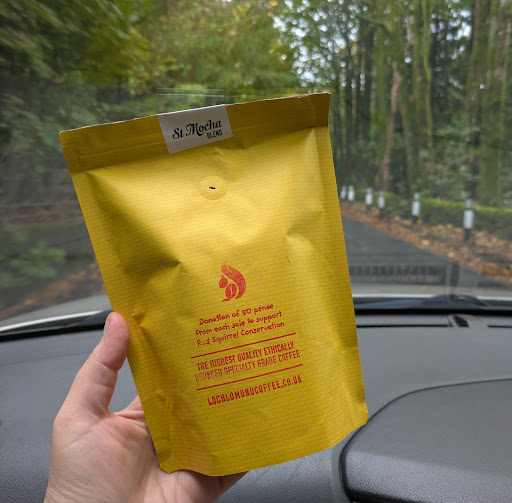 St Mocha
BLEND
Donation of 50 pence
from each sale to support
Red Squirrel Conservation
THE HIGHEST QUALITY ETHICALLY
SOURCED SPECIALTY GRADE COFFEE
LOCHLOMONDCOFFEE.CO.UK